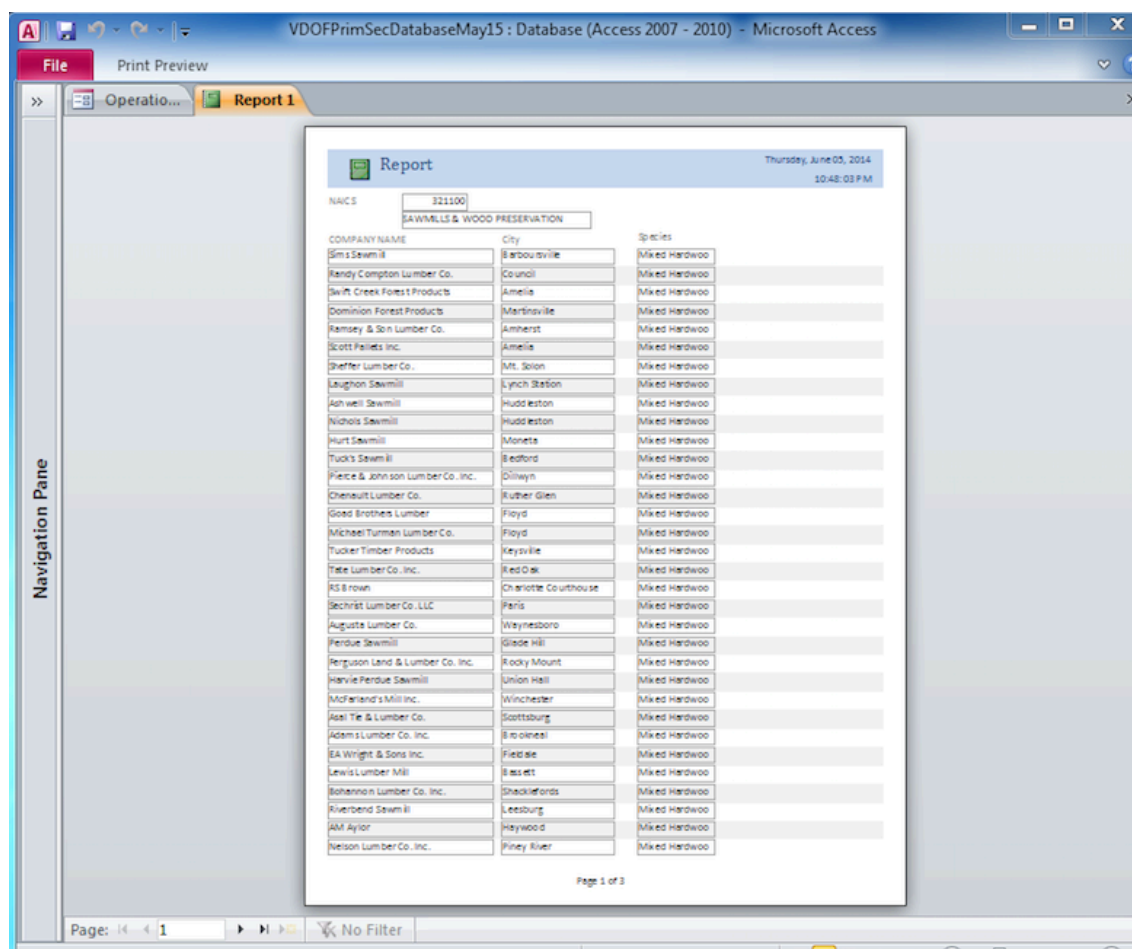 VDOFPrimSecDatabaseMay15 : Database (Access 2007 - 2010) - Microsoft Access
File Print Preview
Operatio... Report 1
Navigation Pane
Report
Thursday, June 05, 2014
10:48:03 PM
NAICS 321100
SAWMILLS & WOOD PRESERVATION
COMPANY NAME City Species
Sims Sawmill Barboursville Mixed Hardwoo
Randy Compton Lumber Co. Council Mixed Hardwoo
Swift Creek Forest Products Amelia Mixed Hardwoo
Dominion Forest Products Martinsville Mixed Hardwoo
Ramsey & Son Lumber Co. Amherst Mixed Hardwoo
Scott Pallets Inc. Amelia Mixed Hardwoo
Sheffer Lumber Co. Mt. Solon Mixed Hardwoo
Laughon Sawmill Lynch Station Mixed Hardwoo
Ashwell Sawmill Huddleston Mixed Hardwoo
Nichols Sawmill Huddleston Mixed Hardwoo
Hurt Sawmill Moneta Mixed Hardwoo
Tuck's Sawmill Bedford Mixed Hardwoo
Pierce & Johnson Lumber Co. Inc. Dillwyn Mixed Hardwoo
Chenault Lumber Co. Ruther Glen Mixed Hardwoo
Goad Brothers Lumber Floyd Mixed Hardwoo
Michael Turman Lumber Co. Floyd Mixed Hardwoo
Tucker Timber Products Keysville Mixed Hardwoo
Tate Lumber Co. Inc. Red Oak Mixed Hardwoo
RS Brown Charlotte Courthouse Mixed Hardwoo
Sechrist Lumber Co. LLC Paris Mixed Hardwoo
Augusta Lumber Co. Waynesboro Mixed Hardwoo
Perdue Sawmill Glade Hill Mixed Hardwoo
Ferguson Land & Lumber Co. Inc. Rocky Mount Mixed Hardwoo
Harvie Perdue Sawmill Union Hall Mixed Hardwoo
McFarland's Mill Inc. Winchester Mixed Hardwoo
Asal Tie & Lumber Co. Scottsburg Mixed Hardwoo
Adams Lumber Co. Inc. Brookneal Mixed Hardwoo
EA Wright & Sons Inc. Fieldale Mixed Hardwoo
Lewis Lumber Mill Bassett Mixed Hardwoo
Bohannon Lumber Co. Inc. Shacklefords Mixed Hardwoo
Riverbend Sawmill Leesburg Mixed Hardwoo
AM Aylor Haywood Mixed Hardwoo
Nelson Lumber Co. Inc. Piney River Mixed Hardwoo
Page 1 of 3
Page: 1 No Filter